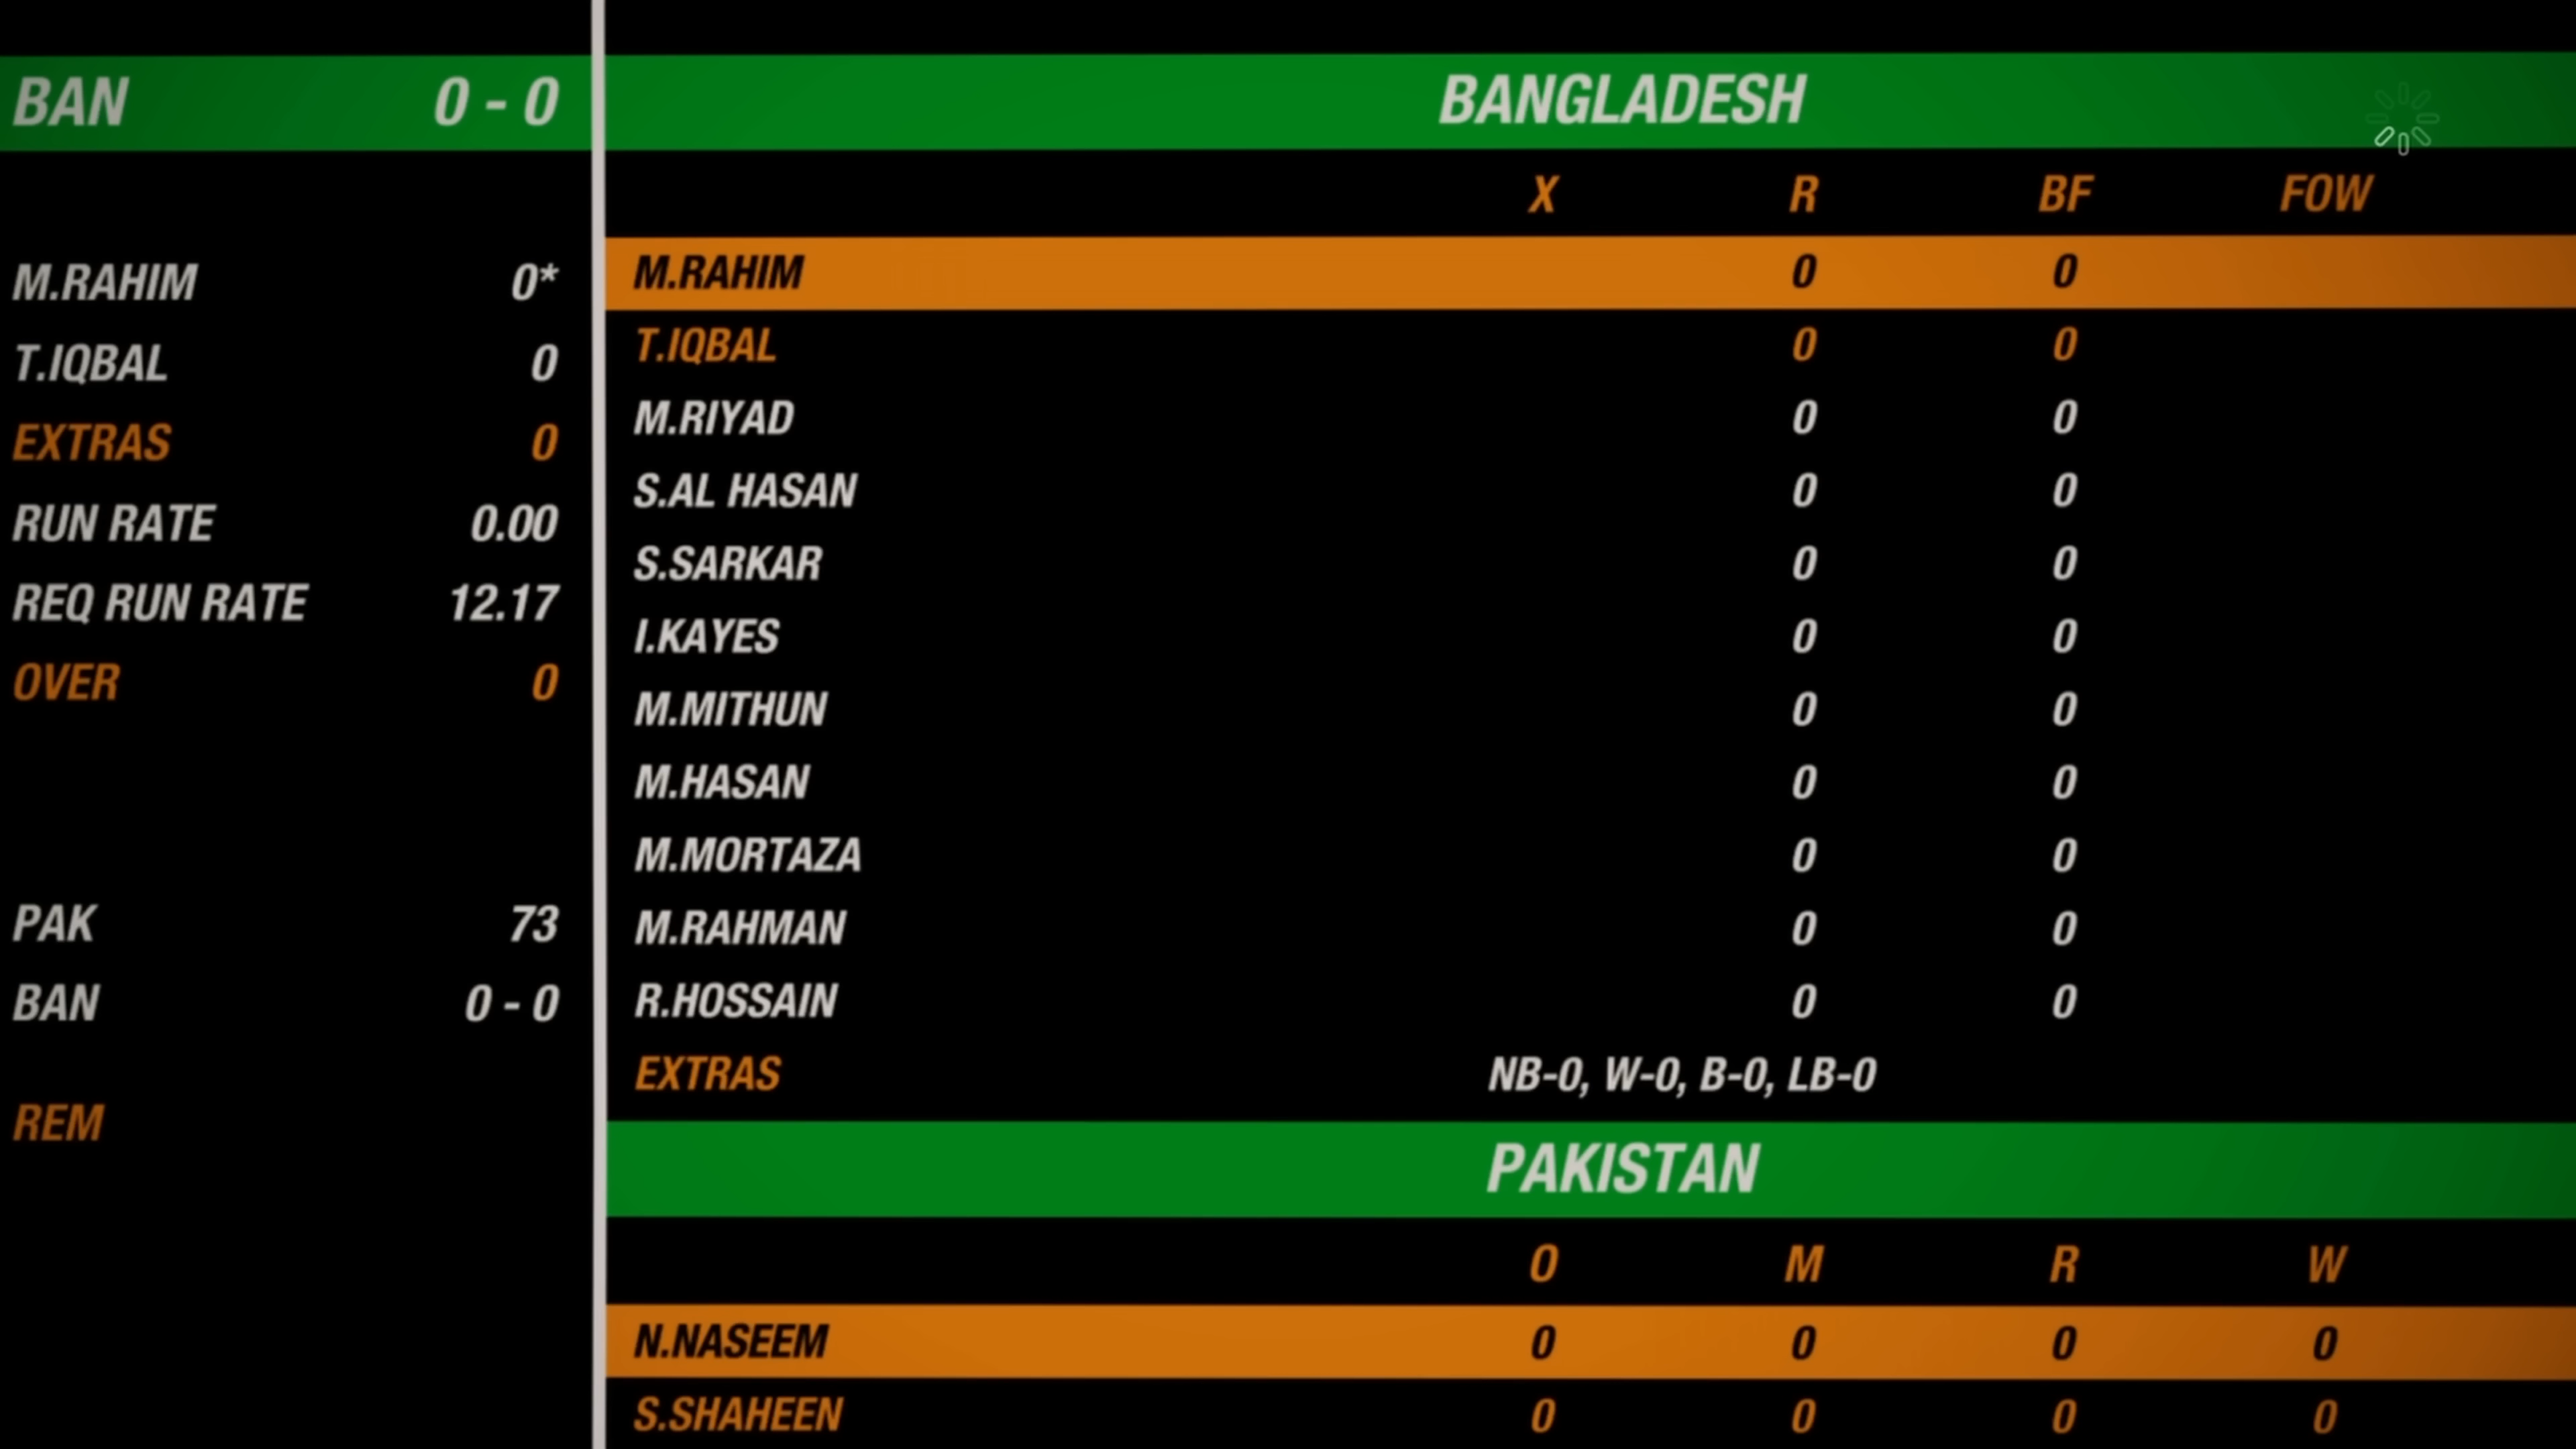 BAN 0 - 0
M.RAHIM 0*
T.IQBAL 0
EXTRAS 0
RUN RATE 0.00
REQ RUN RATE 12.17
OVER 0
PAK 73
BAN 0 - 0
REM
BANGLADESH
X R BF FOW
M.RAHIM 0 0
T.IQBAL 0 0
M.RIYAD 0 0
S.AL HASAN 0 0
S.SARKAR 0 0
I.KAYES 0 0
M.MITHUN 0 0
M.HASAN 0 0
M.MORTAZA 0 0
M.RAHMAN 0 0
R.HOSSAIN 0 0
EXTRAS NB-0, W-0, B-0, LB-0
PAKISTAN
O M R W
N.NASEEM 0 0 0 0
S.SHAHEEN 0 0 0 0